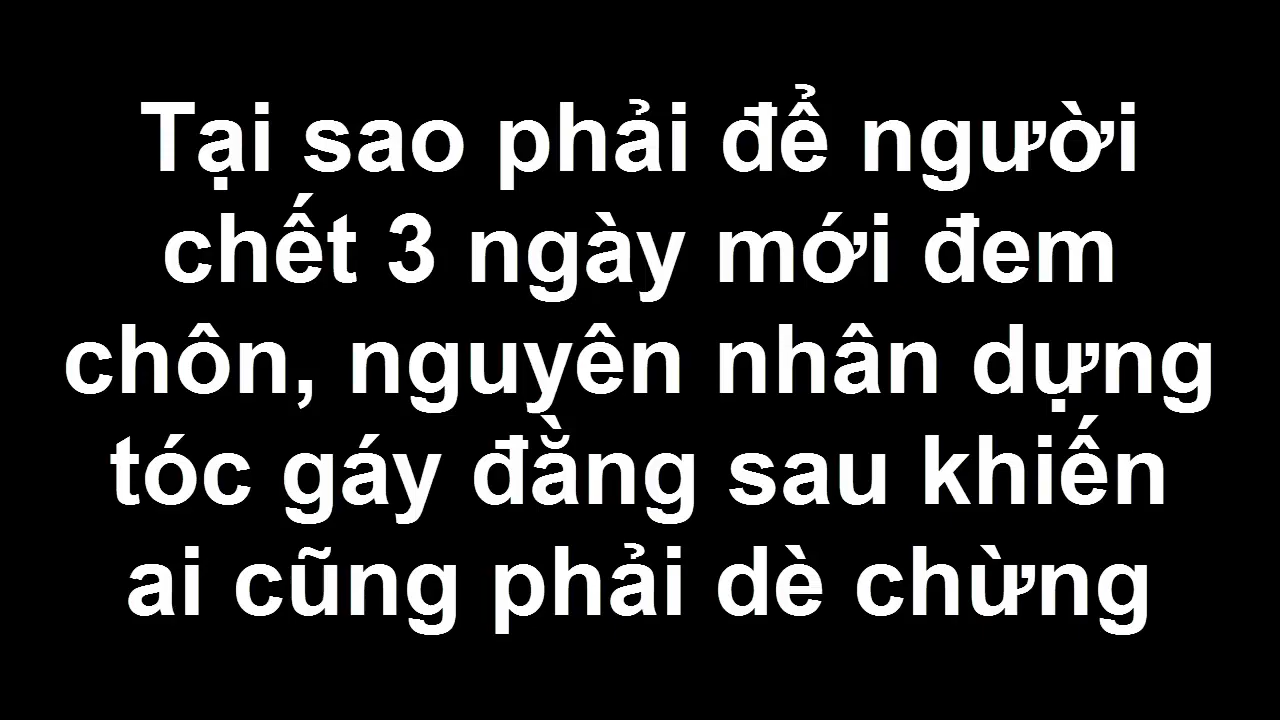 Tại sao phải để người
chết 3 ngày mới đem
chôn, nguyên nhân dựng
tóc gáy đằng sau khiến
ai cũng phải dè chừng